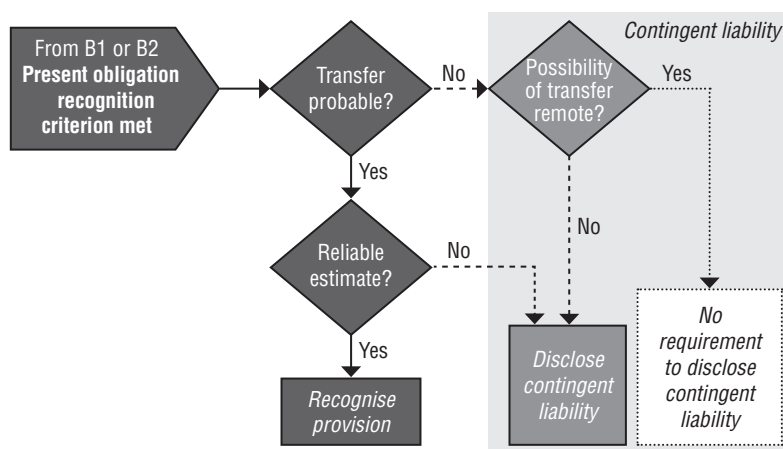 From B1 or B2
Present obligation
recognition
criterion met
Transfer
probable?
No
Contingent liability
Possibility
of transfer
remote?
Yes
Yes
No
Reliable
estimate?
No
Yes
Recognise
provision
Disclose
contingent
liability
No
requirement
to disclose
contingent
liability